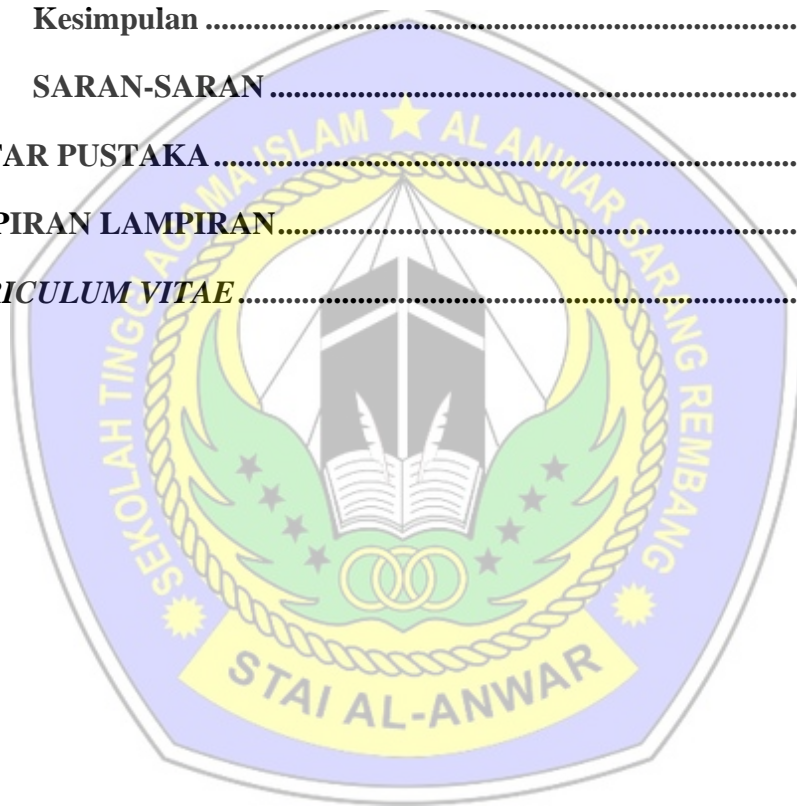 Kesimpulan ..........................................................................
SARAN-SARAN ..................................................................
TAR PUSTAKA .........................................................................
PIRAN LAMPIRAN.................................................................
RICULUM VITAE ......................................................................
SEKOLAH TINGGI AGAMA ISLAM AL ANWAR SARANG REMBANG
STAI AL-ANWAR